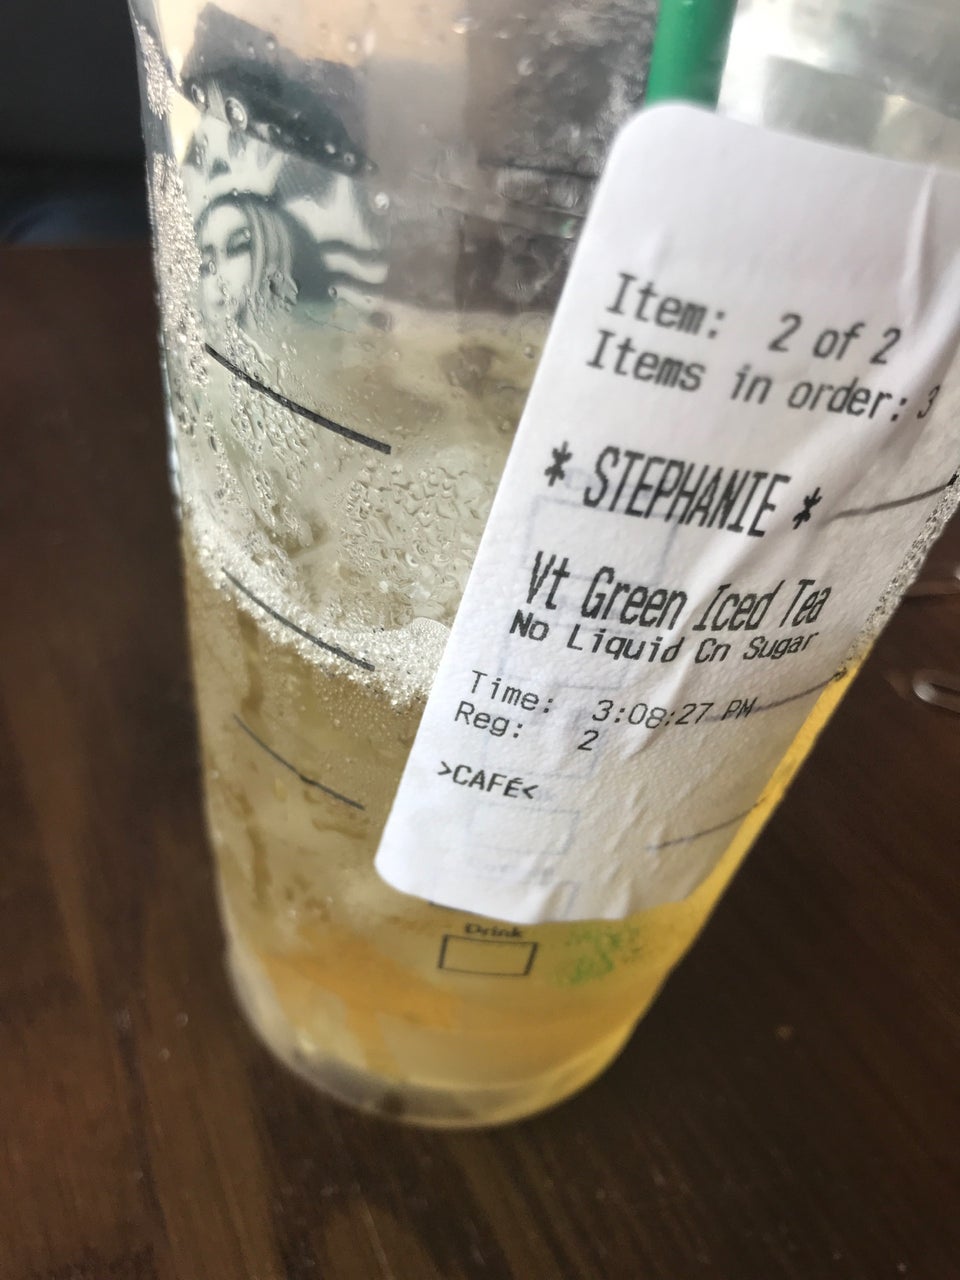 Item: 2 of 2
Items in order: 3
* STEPHANIE *
Vt Green Iced Tea
No Liquid Cn Sugar
Time: 3:08:27 PM
Reg: 2
>CAFÉ<
Drink